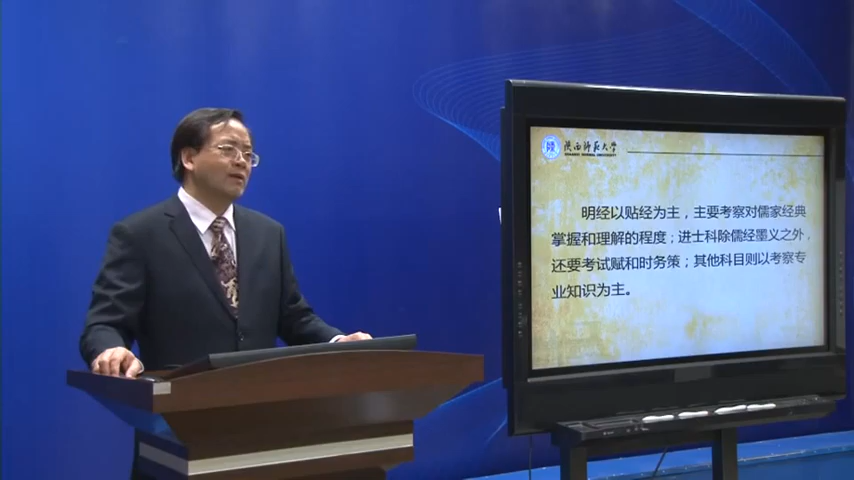 陕西师范大学
SHAANXI NORMAL UNIVERSITY
明经以贴经为主，主要考察对儒家经典
掌握和理解的程度；进士科除儒经墨义之外，
还要考试赋和时务策；其他科目则以考察专
业知识为主。